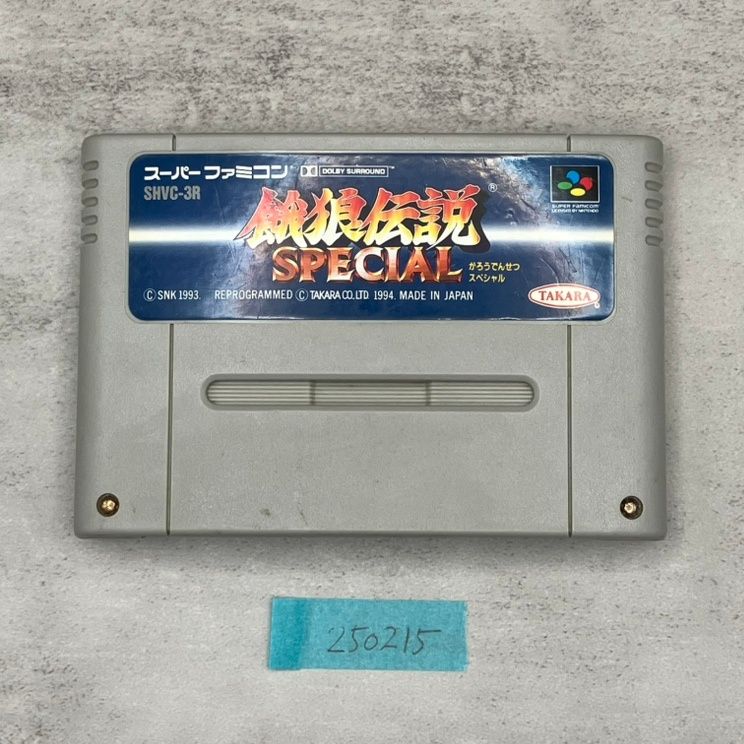 スーパーファミコン DOLBY SURROUND
SHVC-3R
餓狼伝説®
SPECIAL
がろうでんせつ
スペシャル
SUPER FAMICOM
LICENSED BY NINTENDO
© SNK 1993. REPROGRAMMED © TAKARA CO. LTD 1994. MADE IN JAPAN
TAKARA
250215